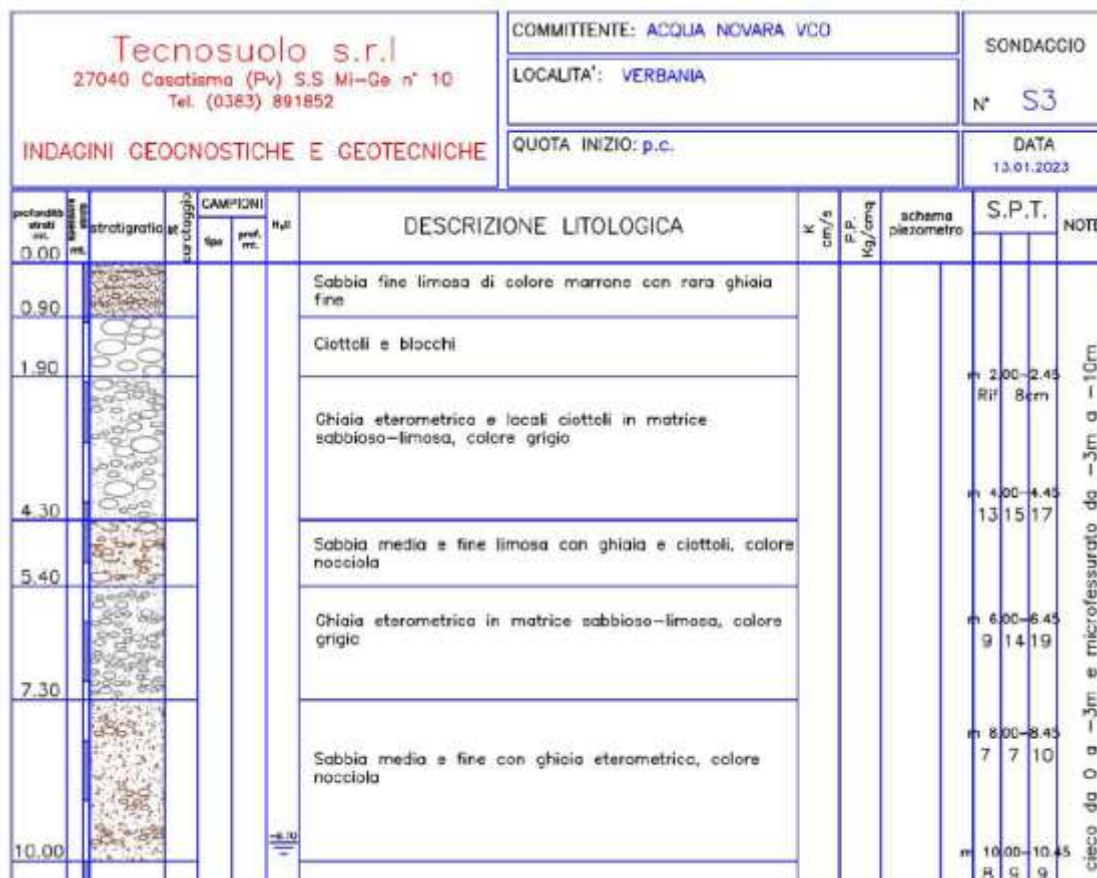 Tecnosuolo s.r.l
27040 Casatisma (Pv) S.S Mi-Ge n° 10
Tel. (0383) 891852
INDAGINI GEOGNOSTICHE E GEOTECNICHE
COMMITTENTE: ACQUA NOVARA VCO
LOCALITA': VERBANIA
QUOTA INIZIO: p.c.
SONDAGGIO
N° S3
DATA
13.01.2023
profondità strati mt.
stratigrafia
carotaggio
CAMPIONI
tipo
prof. mt.
H₂O
DESCRIZIONE LITOLOGICA
K cm/s
P.P. Kg/cmq
schema piezometro
S.P.T.
NOTE
0.00
Sabbia fine limosa di colore marrone con rara ghiaia
fine
0.90
Ciottoli e blocchi
1.90
m 2.00-2.45
Rif 8cm
Ghiaia eterometrica e locali ciottoli in matrice
sabbioso-limosa, colore grigio
m 4.00-4.45
13 15 17
4.30
Sabbia media e fine limosa con ghiaia e ciottoli, colore
nocciola
5.40
Ghiaia eterometrica in matrice sabbioso-limosa, colore
grigio
m 6.00-6.45
9 14 19
7.30
m 8.00-8.45
7 7 10
Sabbia media e fine con ghiaia eterometrica, colore
nocciola
10.00
m 10.00-10.45
8 9 9
cieco da 0 a -3m e microfessurato da -3m a -10m